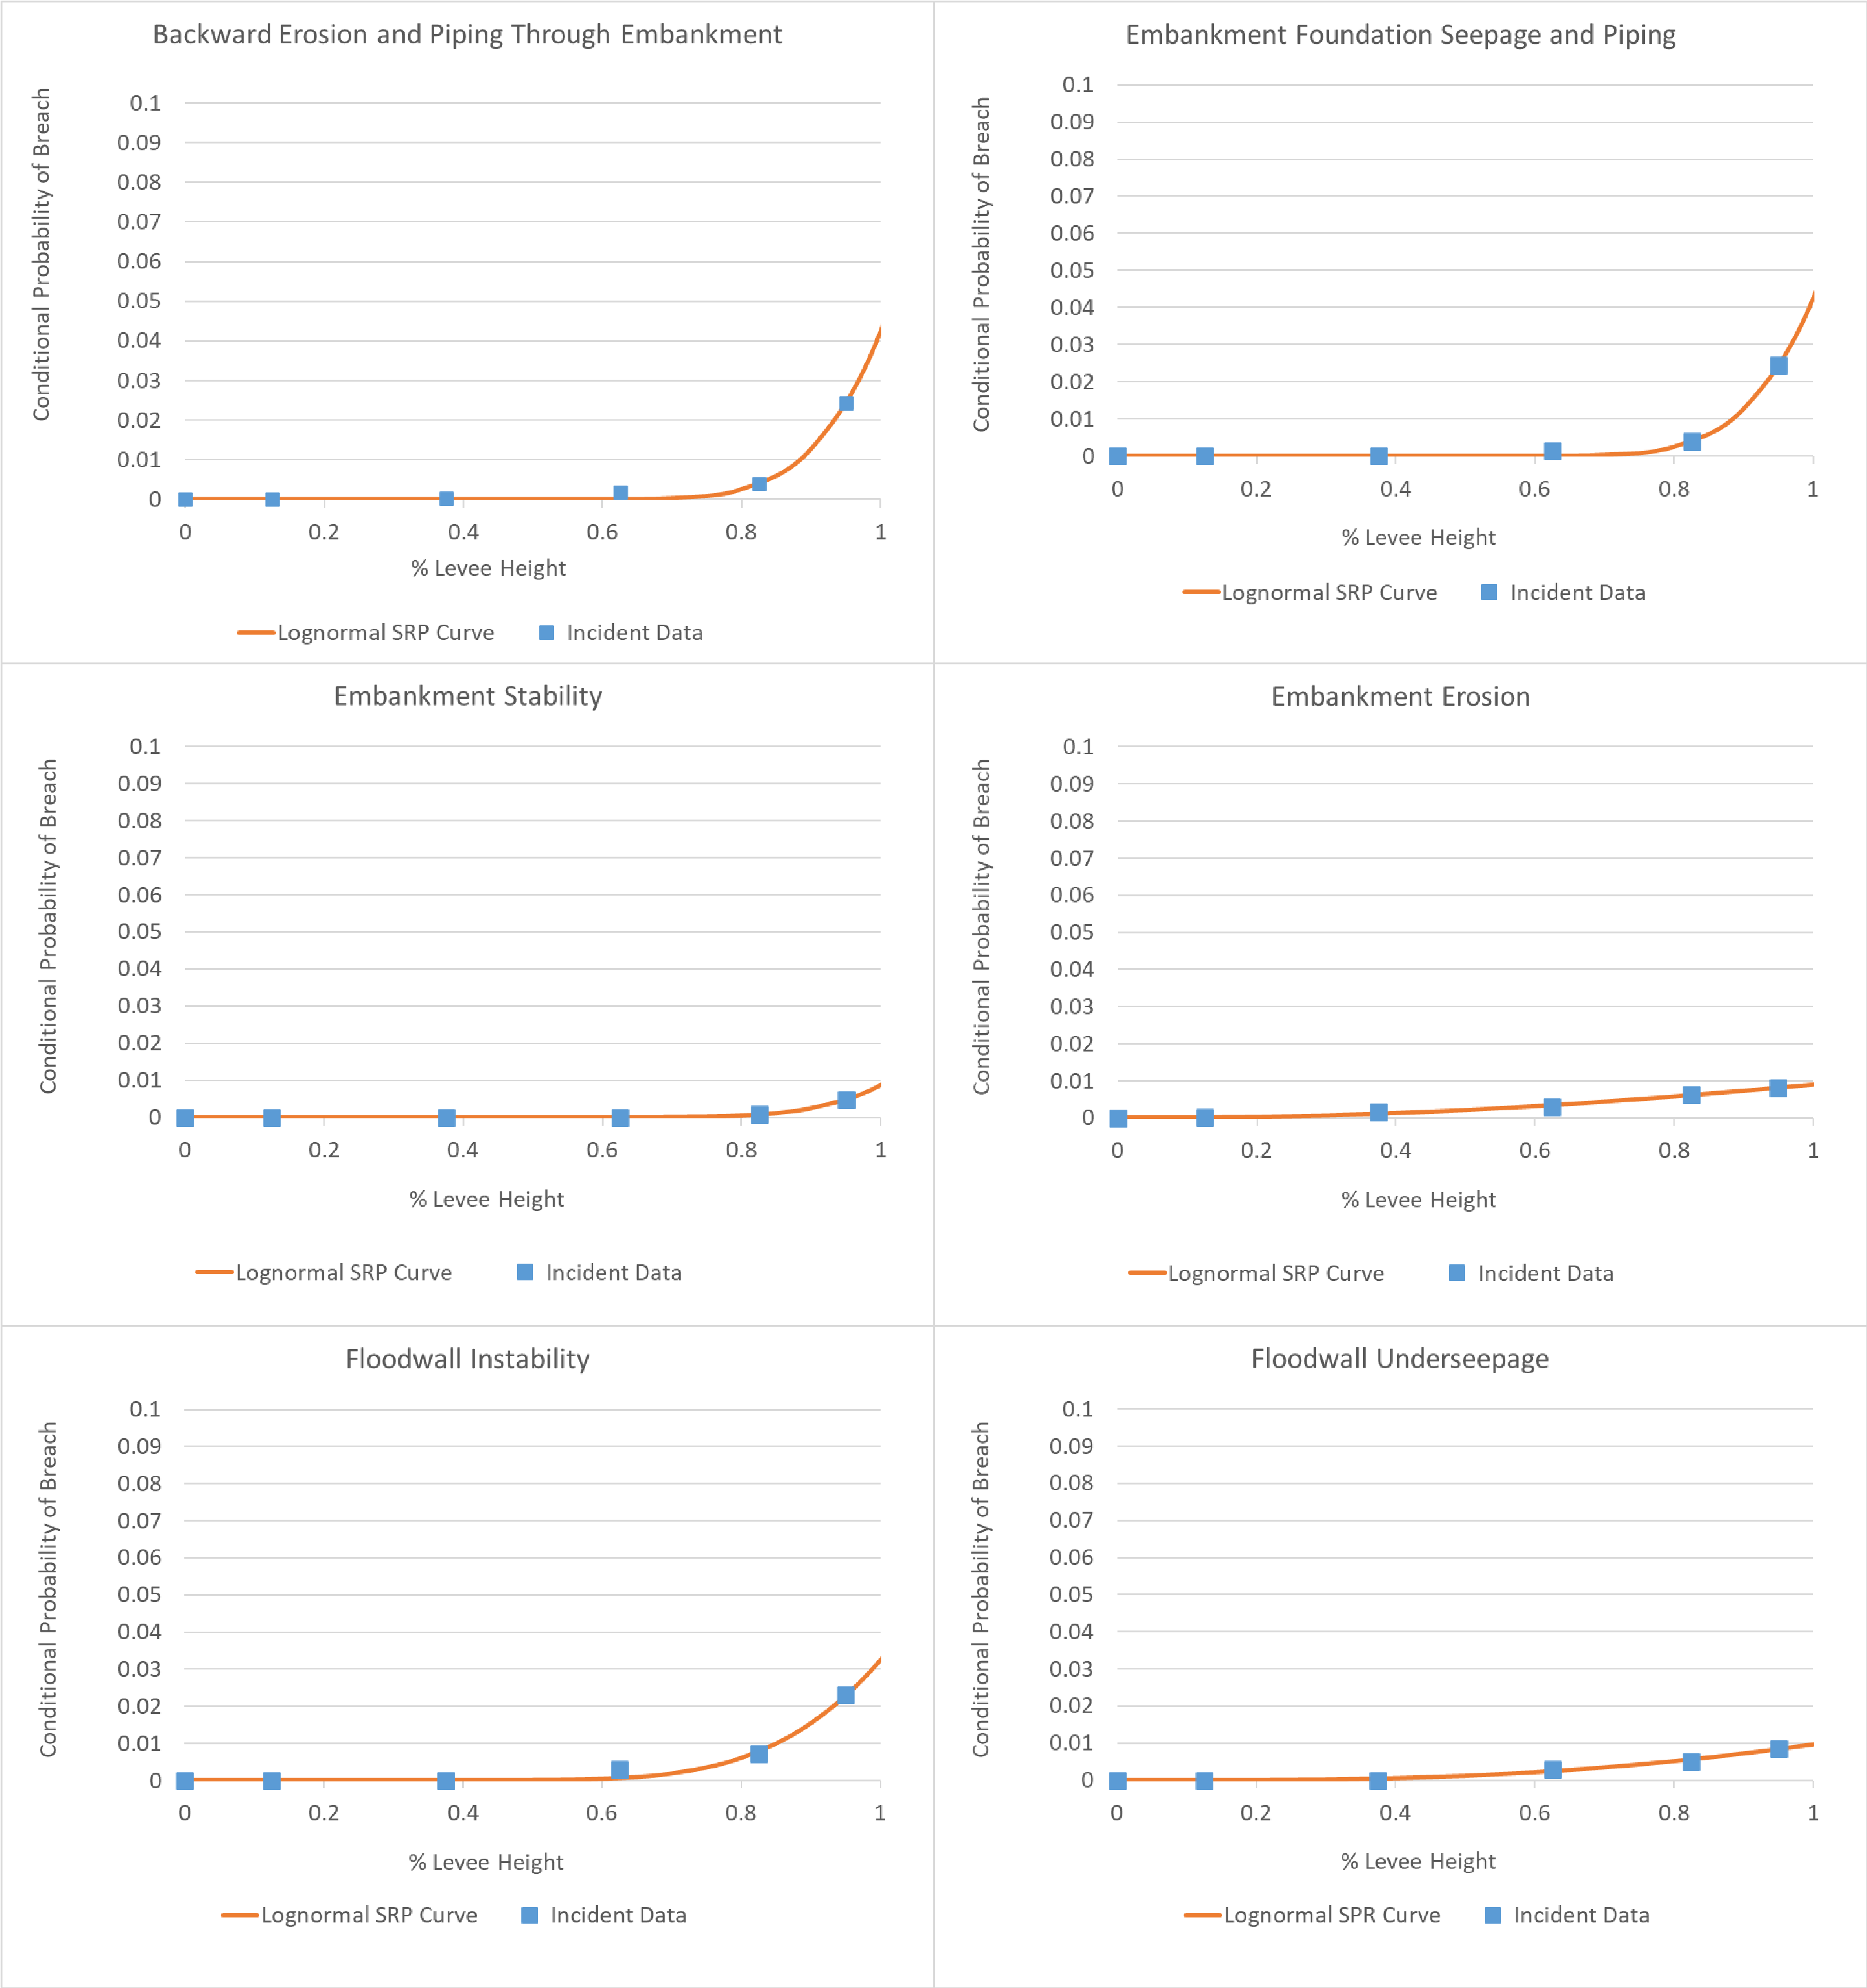 Backward Erosion and Piping Through Embankment
Conditional Probability of Breach
0.1
0.09
0.08
0.07
0.06
0.05
0.04
0.03
0.02
0.01
0
0 0.2 0.4 0.6 0.8 1
% Levee Height
Lognormal SRP Curve Incident Data
Embankment Foundation Seepage and Piping
Conditional Probability of Breach
0.1
0.09
0.08
0.07
0.06
0.05
0.04
0.03
0.02
0.01
0
0 0.2 0.4 0.6 0.8 1
% Levee Height
Lognormal SRP Curve Incident Data
Embankment Stability
Conditional Probability of Breach
0.1
0.09
0.08
0.07
0.06
0.05
0.04
0.03
0.02
0.01
0
0 0.2 0.4 0.6 0.8 1
% Levee Height
Lognormal SRP Curve Incident Data
Embankment Erosion
Conditional Probability of Breach
0.1
0.09
0.08
0.07
0.06
0.05
0.04
0.03
0.02
0.01
0
0 0.2 0.4 0.6 0.8 1
% Levee Height
Lognormal SRP Curve Incident Data
Floodwall Instability
Conditional Probability of Breach
0.1
0.09
0.08
0.07
0.06
0.05
0.04
0.03
0.02
0.01
0
0 0.2 0.4 0.6 0.8 1
% Levee Height
Lognormal SRP Curve Incident Data
Floodwall Underseepage
Conditional Probability of Breach
0.1
0.09
0.08
0.07
0.06
0.05
0.04
0.03
0.02
0.01
0
0 0.2 0.4 0.6 0.8 1
% Levee Height
Lognormal SPR Curve Incident Data